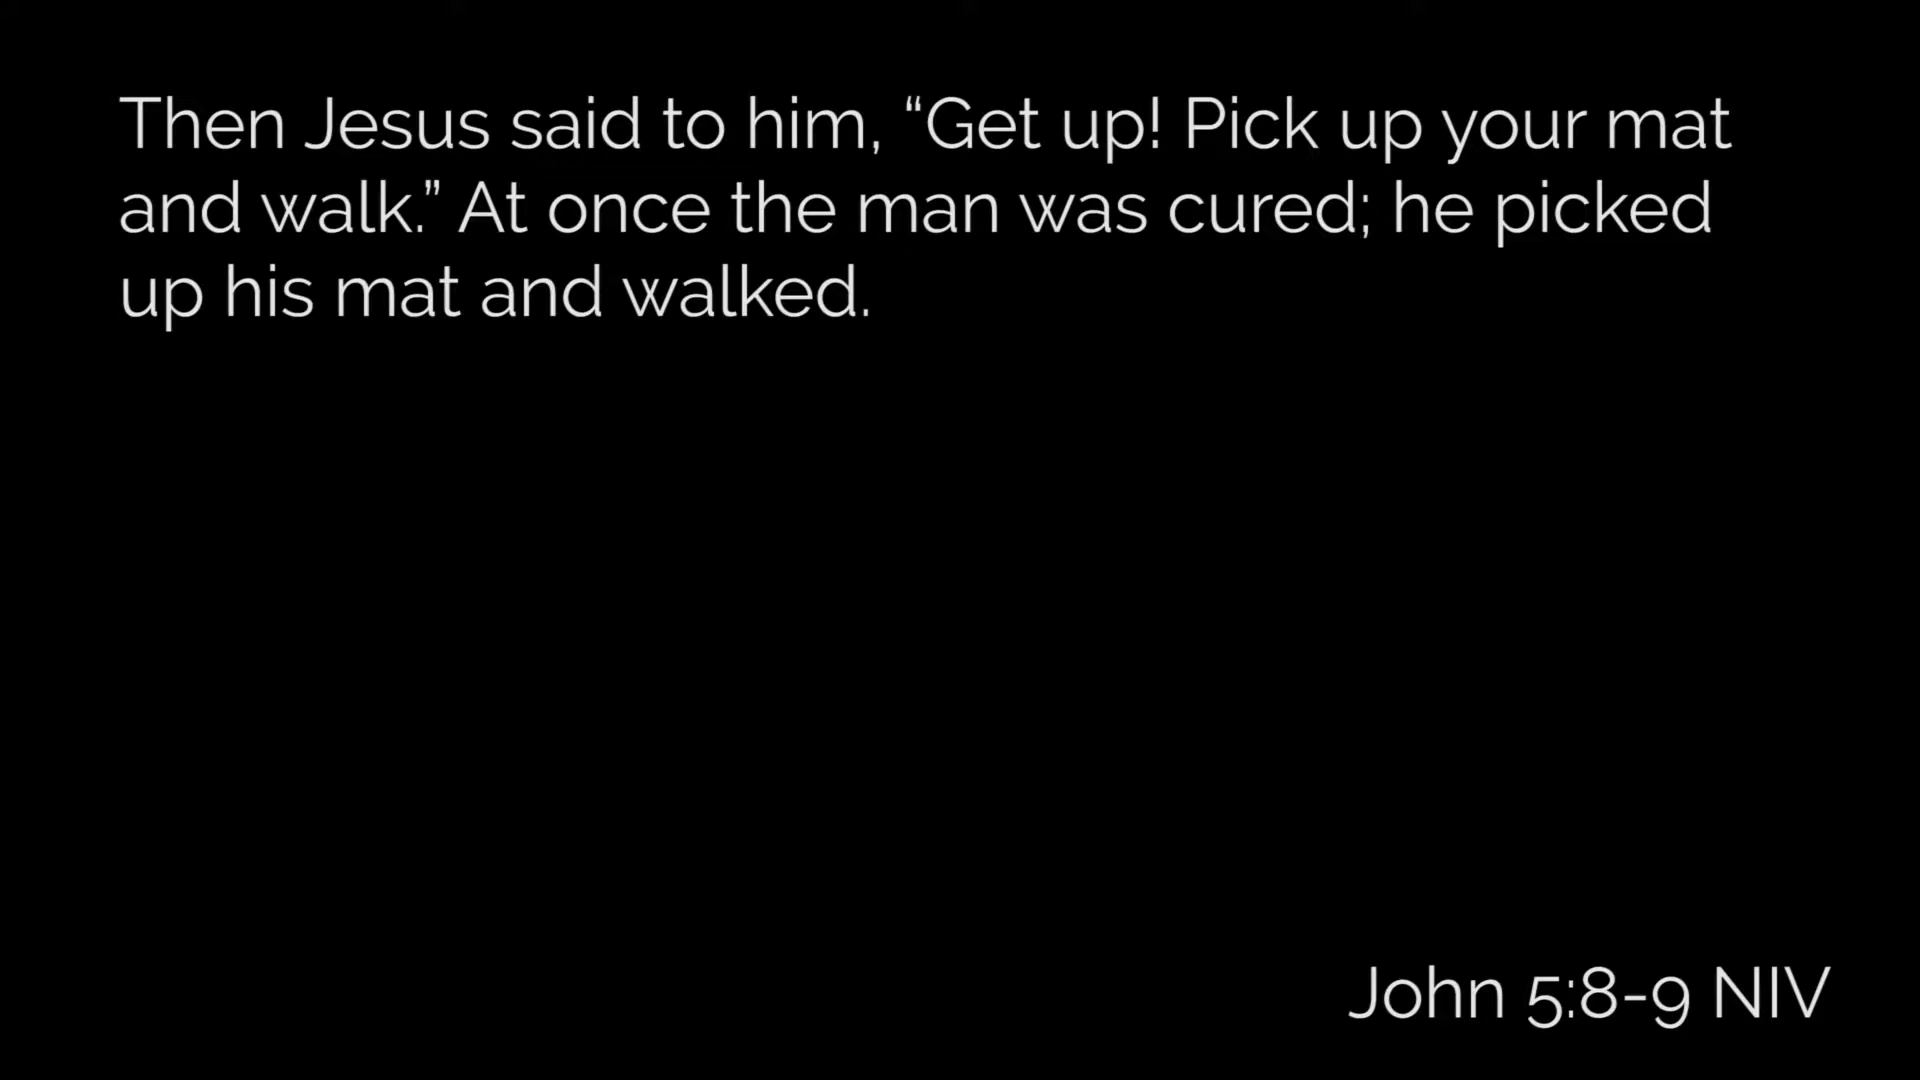 Then Jesus said to him, “Get up! Pick up your mat
and walk.” At once the man was cured; he picked
up his mat and walked.
John 5:8-9 NIV